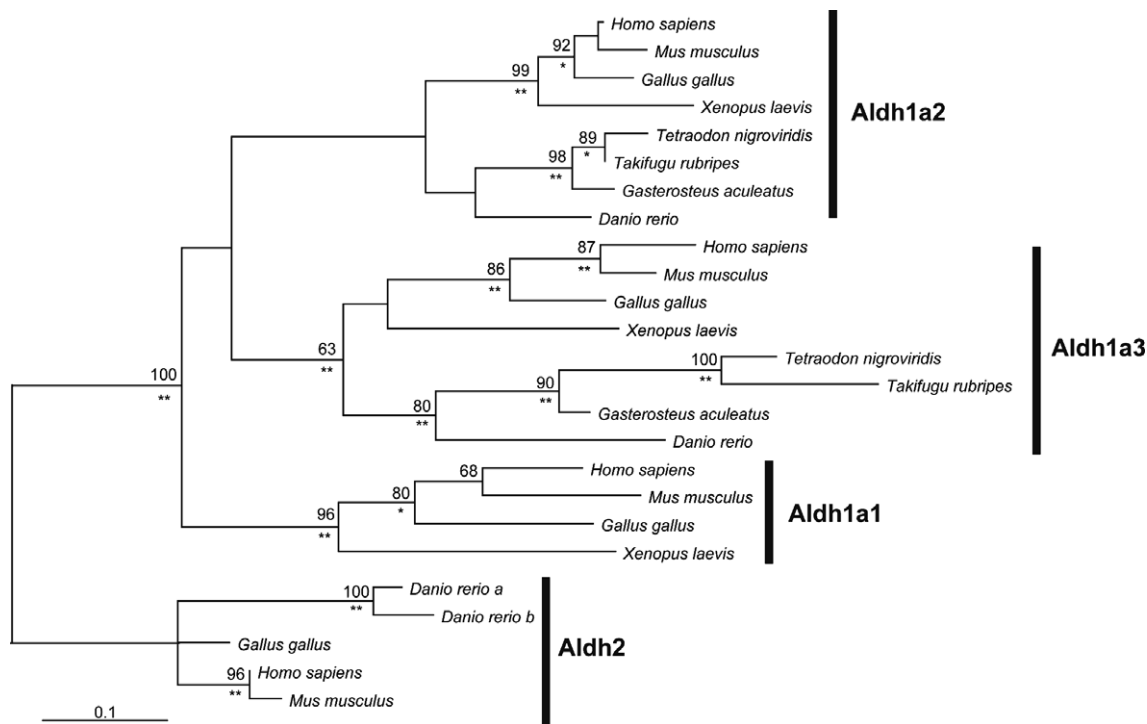 Homo sapiens
92
Mus musculus
*
99
Gallus gallus
**
Xenopus laevis
Aldh1a2
89
Tetraodon nigroviridis
*
98
Takifugu rubripes
**
Gasterosteus aculeatus
Danio rerio
87
Homo sapiens
**
86
Mus musculus
**
Gallus gallus
Xenopus laevis
63
**
Aldh1a3
100
Tetraodon nigroviridis
**
100
**
90
Takifugu rubripes
**
80
Gasterosteus aculeatus
**
Danio rerio
68
Homo sapiens
80
Mus musculus
*
96
Gallus gallus
**
Xenopus laevis
Aldh1a1
100
Danio rerio a
**
Danio rerio b
Gallus gallus
Aldh2
96
Homo sapiens
**
Mus musculus
0.1